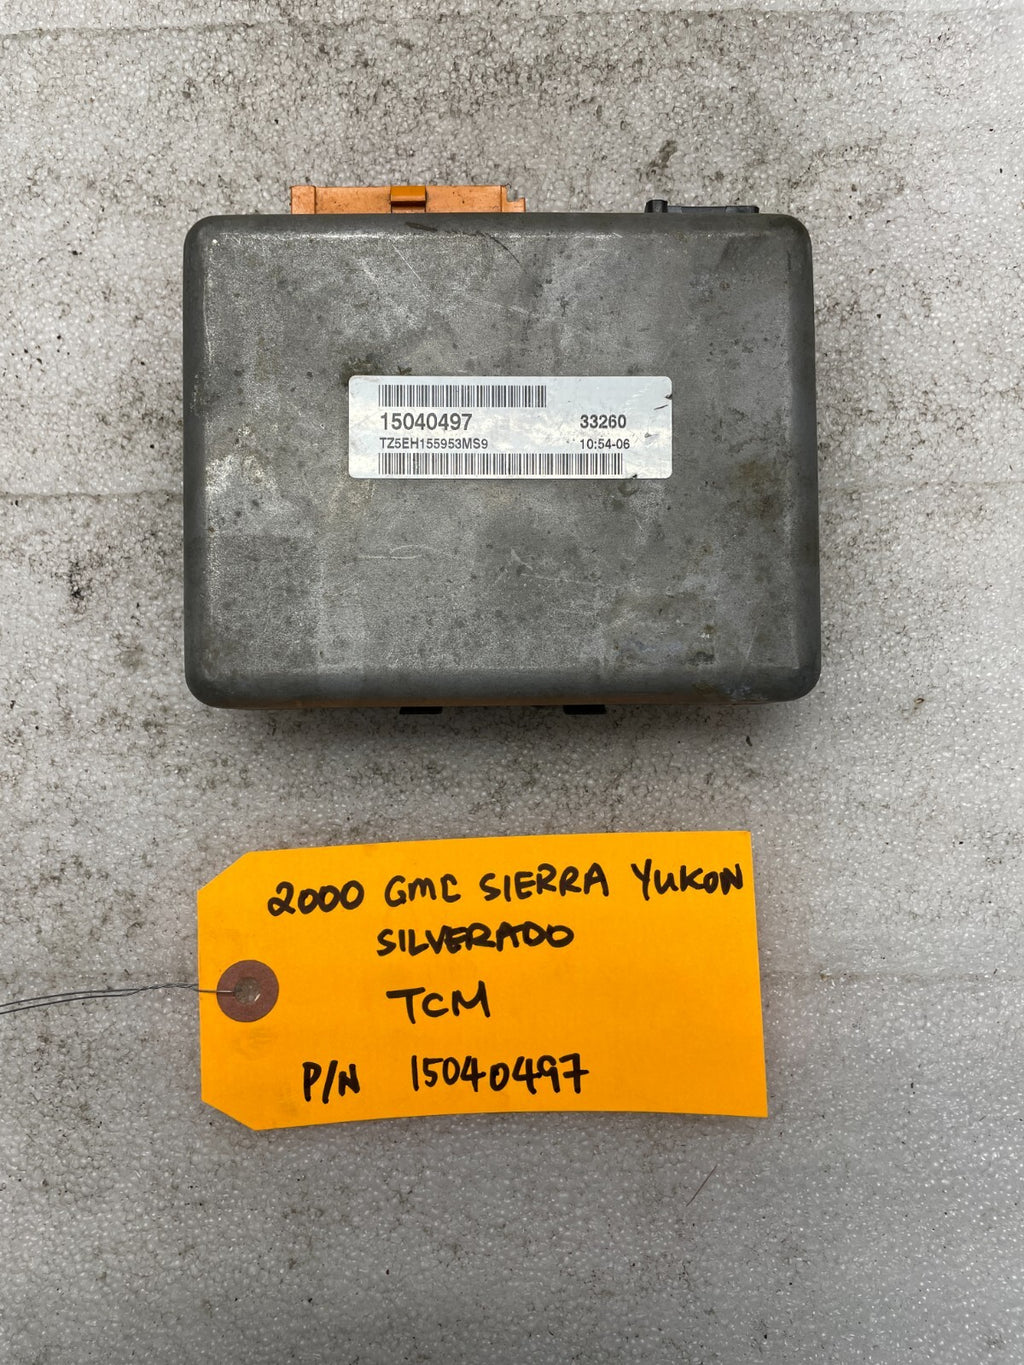 15040497 33260
TZ5EH155953MS9 10:54-06
2000 GMC SIERRA YUKON
SILVERADO
TCM
P/N 15040497